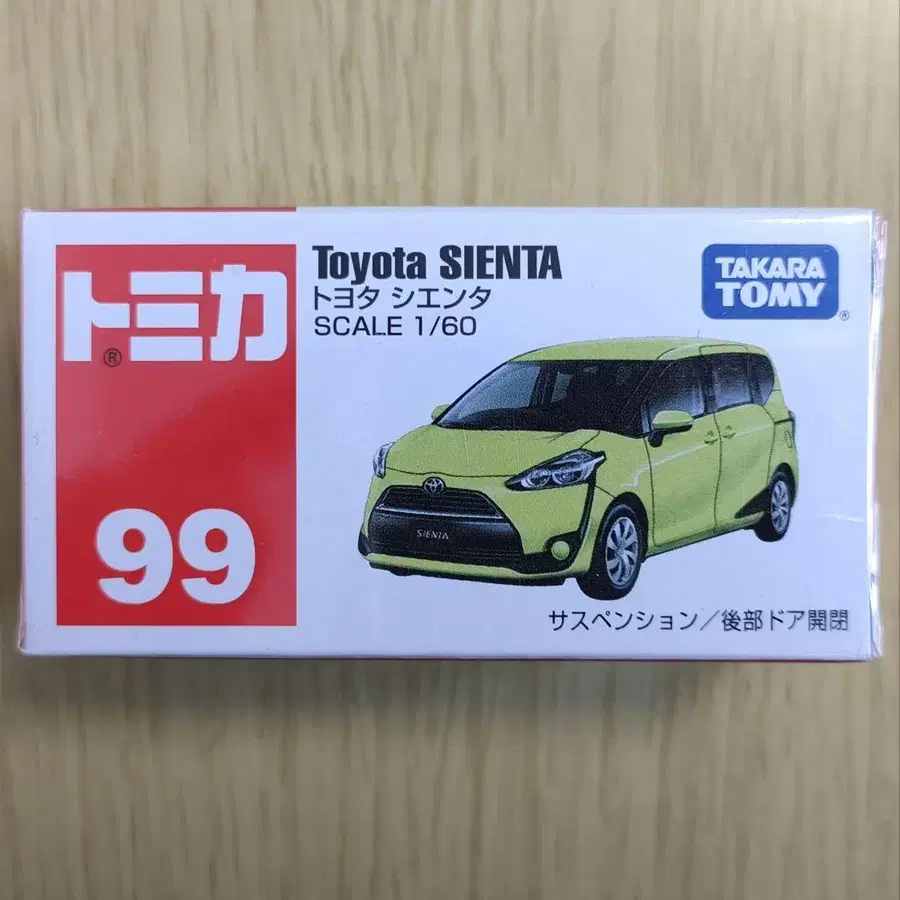 トミカ
®
99
Toyota SIENTA
トヨタ シエンタ
SCALE 1/60
TAKARA
TOMY
®
SIENTA
サスペンション/後部ドア開閉